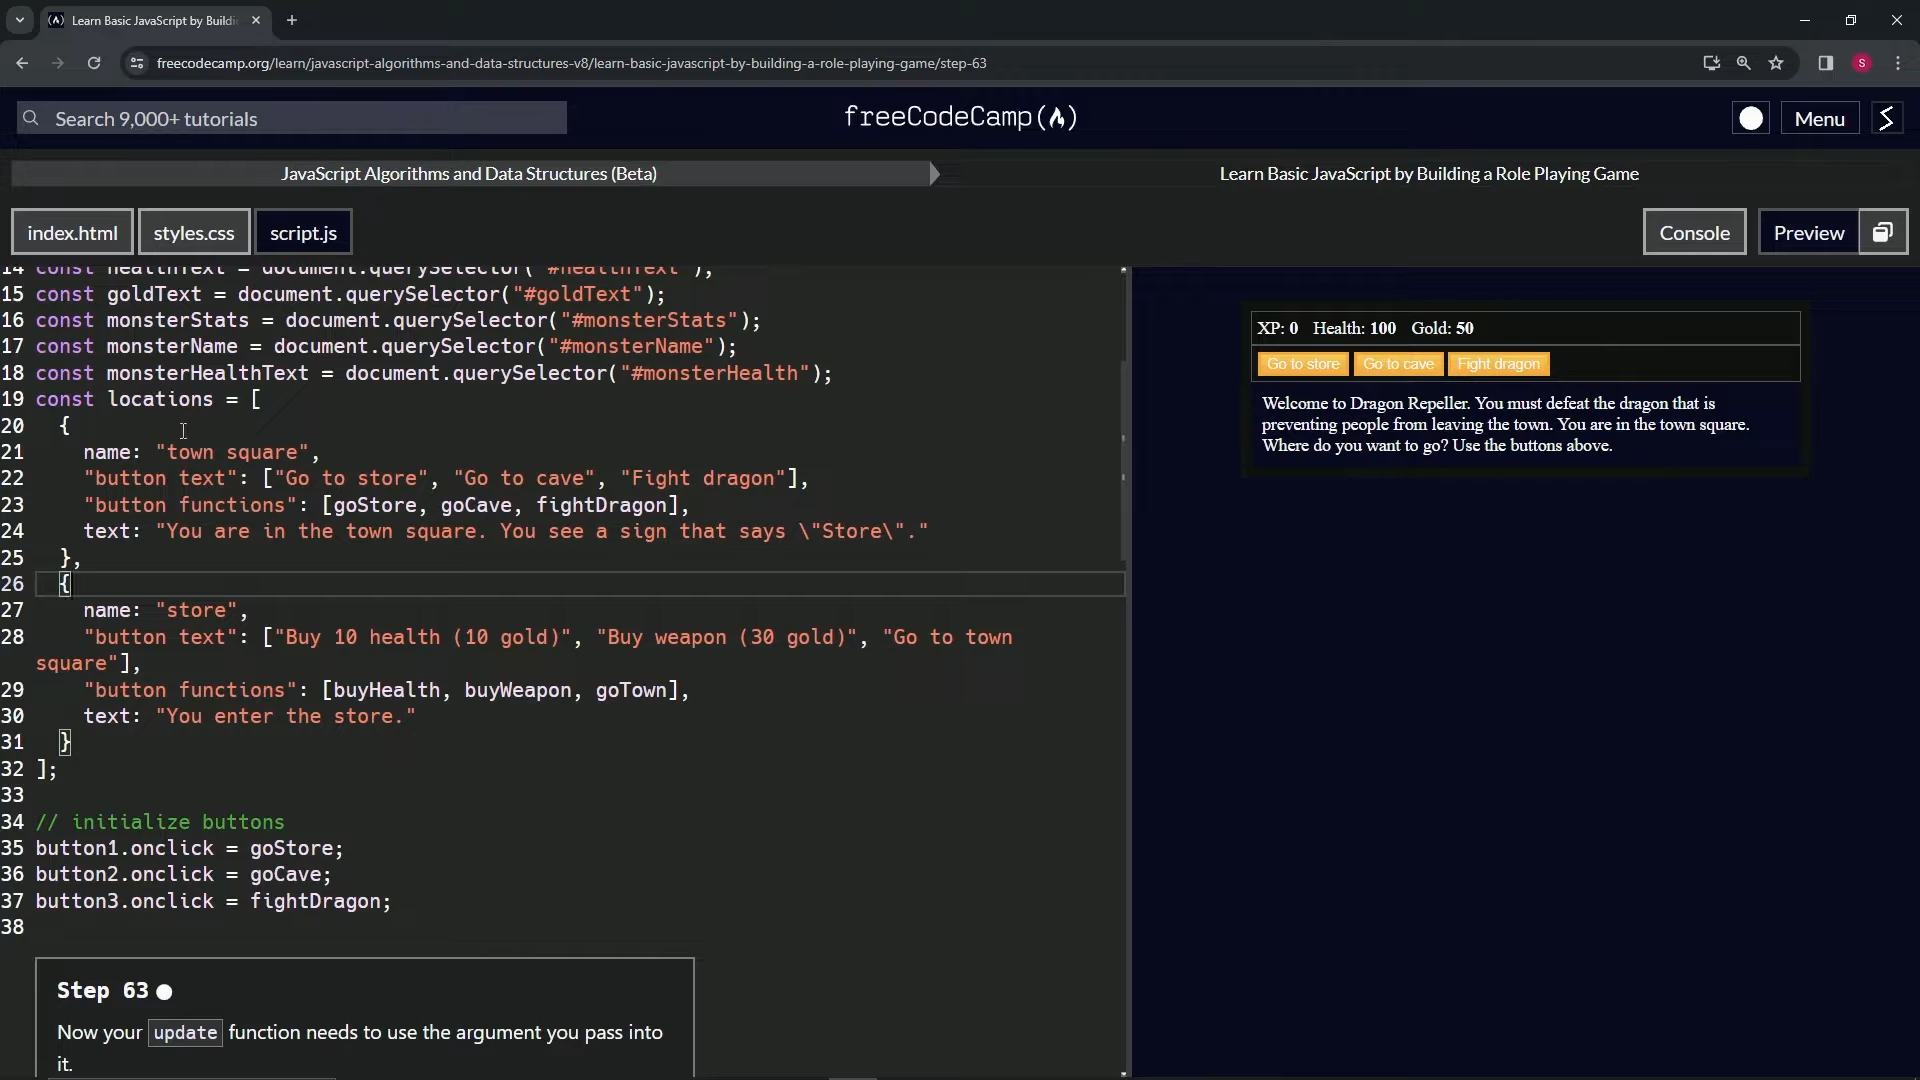 Learn Basic JavaScript by Buildi
freecodecamp.org/learn/javascript-algorithms-and-data-structures-v8/learn-basic-javascript-by-building-a-role-playing-game/step-63
S
Search 9,000+ tutorials
freeCodeCamp(🔥)
Menu
JavaScript Algorithms and Data Structures (Beta)
Learn Basic JavaScript by Building a Role Playing Game
index.html
styles.css
script.js
Console
Preview
14 const healthText = document.querySelector("#healthText");
15 const goldText = document.querySelector("#goldText");
16 const monsterStats = document.querySelector("#monsterStats");
17 const monsterName = document.querySelector("#monsterName");
18 const monsterHealthText = document.querySelector("#monsterHealth");
19 const locations = [
20   {
21     name: "town square",
22     "button text": ["Go to store", "Go to cave", "Fight dragon"],
23     "button functions": [goStore, goCave, fightDragon],
24     text: "You are in the town square. You see a sign that says \"Store\"."
25   },
26   {
27     name: "store",
28     "button text": ["Buy 10 health (10 gold)", "Buy weapon (30 gold)", "Go to town
square"],
29     "button functions": [buyHealth, buyWeapon, goTown],
30     text: "You enter the store."
31   }
32 ];
33
34 // initialize buttons
35 button1.onclick = goStore;
36 button2.onclick = goCave;
37 button3.onclick = fightDragon;
38
Step 63
Now your update function needs to use the argument you pass into
it.
XP: 0 Health: 100 Gold: 50
Go to store
Go to cave
Fight dragon
Welcome to Dragon Repeller. You must defeat the dragon that is
preventing people from leaving the town. You are in the town square.
Where do you want to go? Use the buttons above.